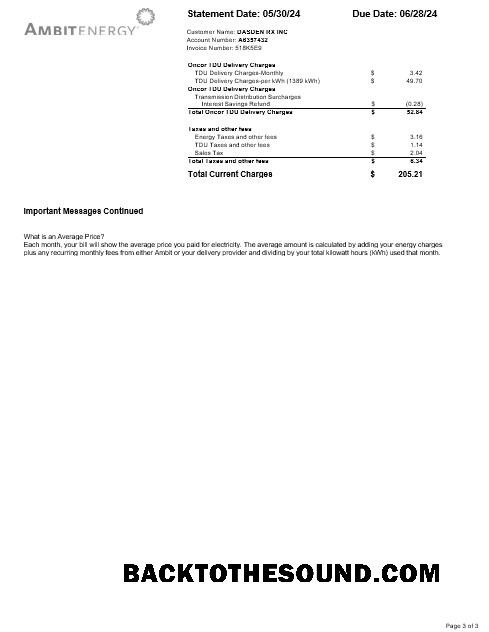 AMBITENERGY
Statement Date: 05/30/24 Due Date: 06/28/24
Customer Name: DASDEN RX INC
Account Number: A6357432
Invoice Number: 518K5E9
Oncor TDU Delivery Charges
TDU Delivery Charges-Monthly $ 3.42
TDU Delivery Charges-per kWh (1389 kWh) $ 49.70
Oncor TDU Delivery Charges
Transmission Distribution Surcharges
Interest Savings Refund $ (0.28)
Total Oncor TDU Delivery Charges $ 52.84
Taxes and other fees
Energy Taxes and other fees $ 3.16
TDU Taxes and other fees $ 1.14
Sales Tax $ 2.04
Total Taxes and other fees $ 6.34
Total Current Charges $ 205.21
Important Messages Continued
What is an Average Price?
Each month, your bill will show the average price you paid for electricity. The average amount is calculated by adding your energy charges
plus any recurring monthly fees from either Ambit or your delivery provider and dividing by your total kilowatt hours (kWh) used that month.
BACKTOTHESOUND.COM
Page 3 of 3